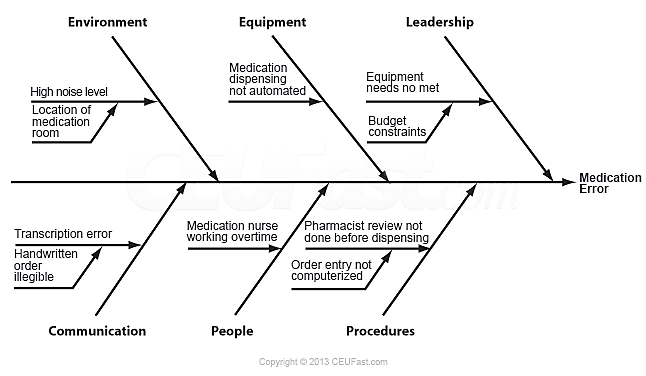 Environment
Equipment
Leadership
High noise level
Location of
medication
room
Medication
dispensing
not automated
Equipment
needs no met
Budget
constraints
CEUFast.com
Medication
Error
Transcription error
Handwritten
order
illegible
Medication nurse
working overtime
Pharmacist review not
done before dispensing
Order entry not
computerized
Communication
People
Procedures
Copyright © 2013 CEUFast.com